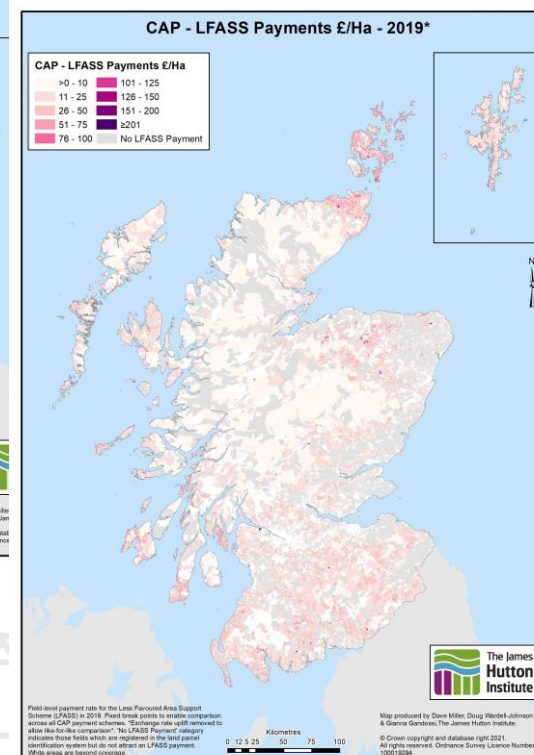 CAP - LFASS Payments £/Ha - 2019*
CAP - LFASS Payments £/Ha
>0 - 10
11 - 25
26 - 50
51 - 75
76 - 100
101 - 125
126 - 150
151 - 200
≥201
No LFASS Payment
N
Field-level payment rate for the Less Favoured Area Support
Scheme (LFASS) in 2019. Fixed break points to enable comparison
across all CAP payment schemes. *Exchange rate uplift removed to
allow like-for-like comparison*. 'No LFASS Payment' category
indicates those fields which are registered in the land parcel
identification system but do not attract an LFASS payment.
White areas are beyond coverage.
Kilometres
0 12.5 25 50 75 100
The James
Hutton
Institute
Map produced by Dave Miller, Doug Wardell-Johnson
& Gianna Gandossi, The James Hutton Institute.
© Crown copyright and database right 2021.
All rights reserved. Ordnance Survey Licence Number
100019294.